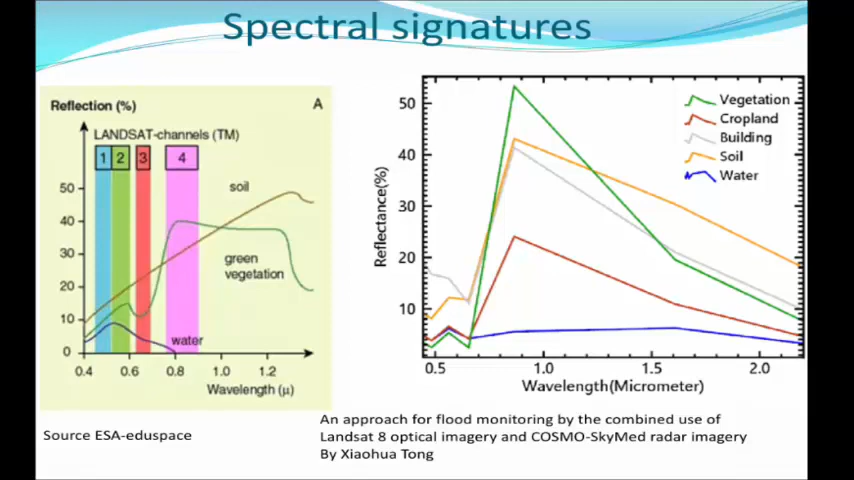 Spectral signatures
Reflection (%)
A
LANDSAT-channels (TM)
1 2 3 4
50
40
30
20
10
0
soil
green
vegetation
water
0.4 0.6 0.8 1.0 1.2
Wavelength (μ)
Source ESA-eduspace
50
40
30
20
10
Reflectance(%)
Vegetation
Cropland
Building
Soil
Water
0.5 1.0 1.5 2.0
Wavelength(Micrometer)
An approach for flood monitoring by the combined use of
Landsat 8 optical imagery and COSMO-SkyMed radar imagery
By Xiaohua Tong